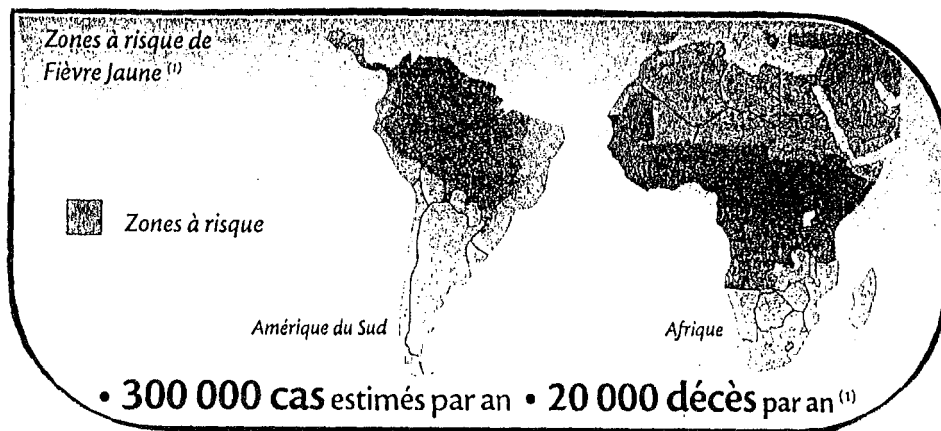 Zones à risque de
Fièvre Jaune (1)
Zones à risque
Amérique du Sud
Afrique
• 300 000 cas estimés par an • 20 000 décès par an (1)